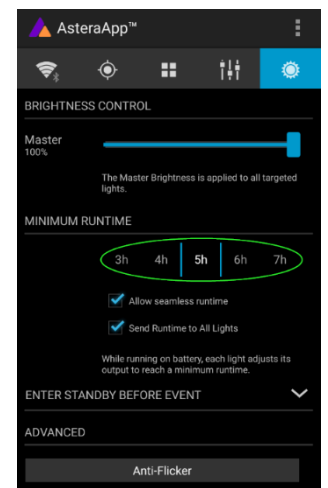 AsteraApp™
BRIGHTNESS CONTROL
Master
100%
The Master Brightness is applied to all targeted
lights.
MINIMUM RUNTIME
3h 4h 5h 6h 7h
Allow seamless runtime
Send Runtime to All Lights
While running on battery, each light adjusts its
output to reach a minimum runtime.
ENTER STANDBY BEFORE EVENT
ADVANCED
Anti-Flicker